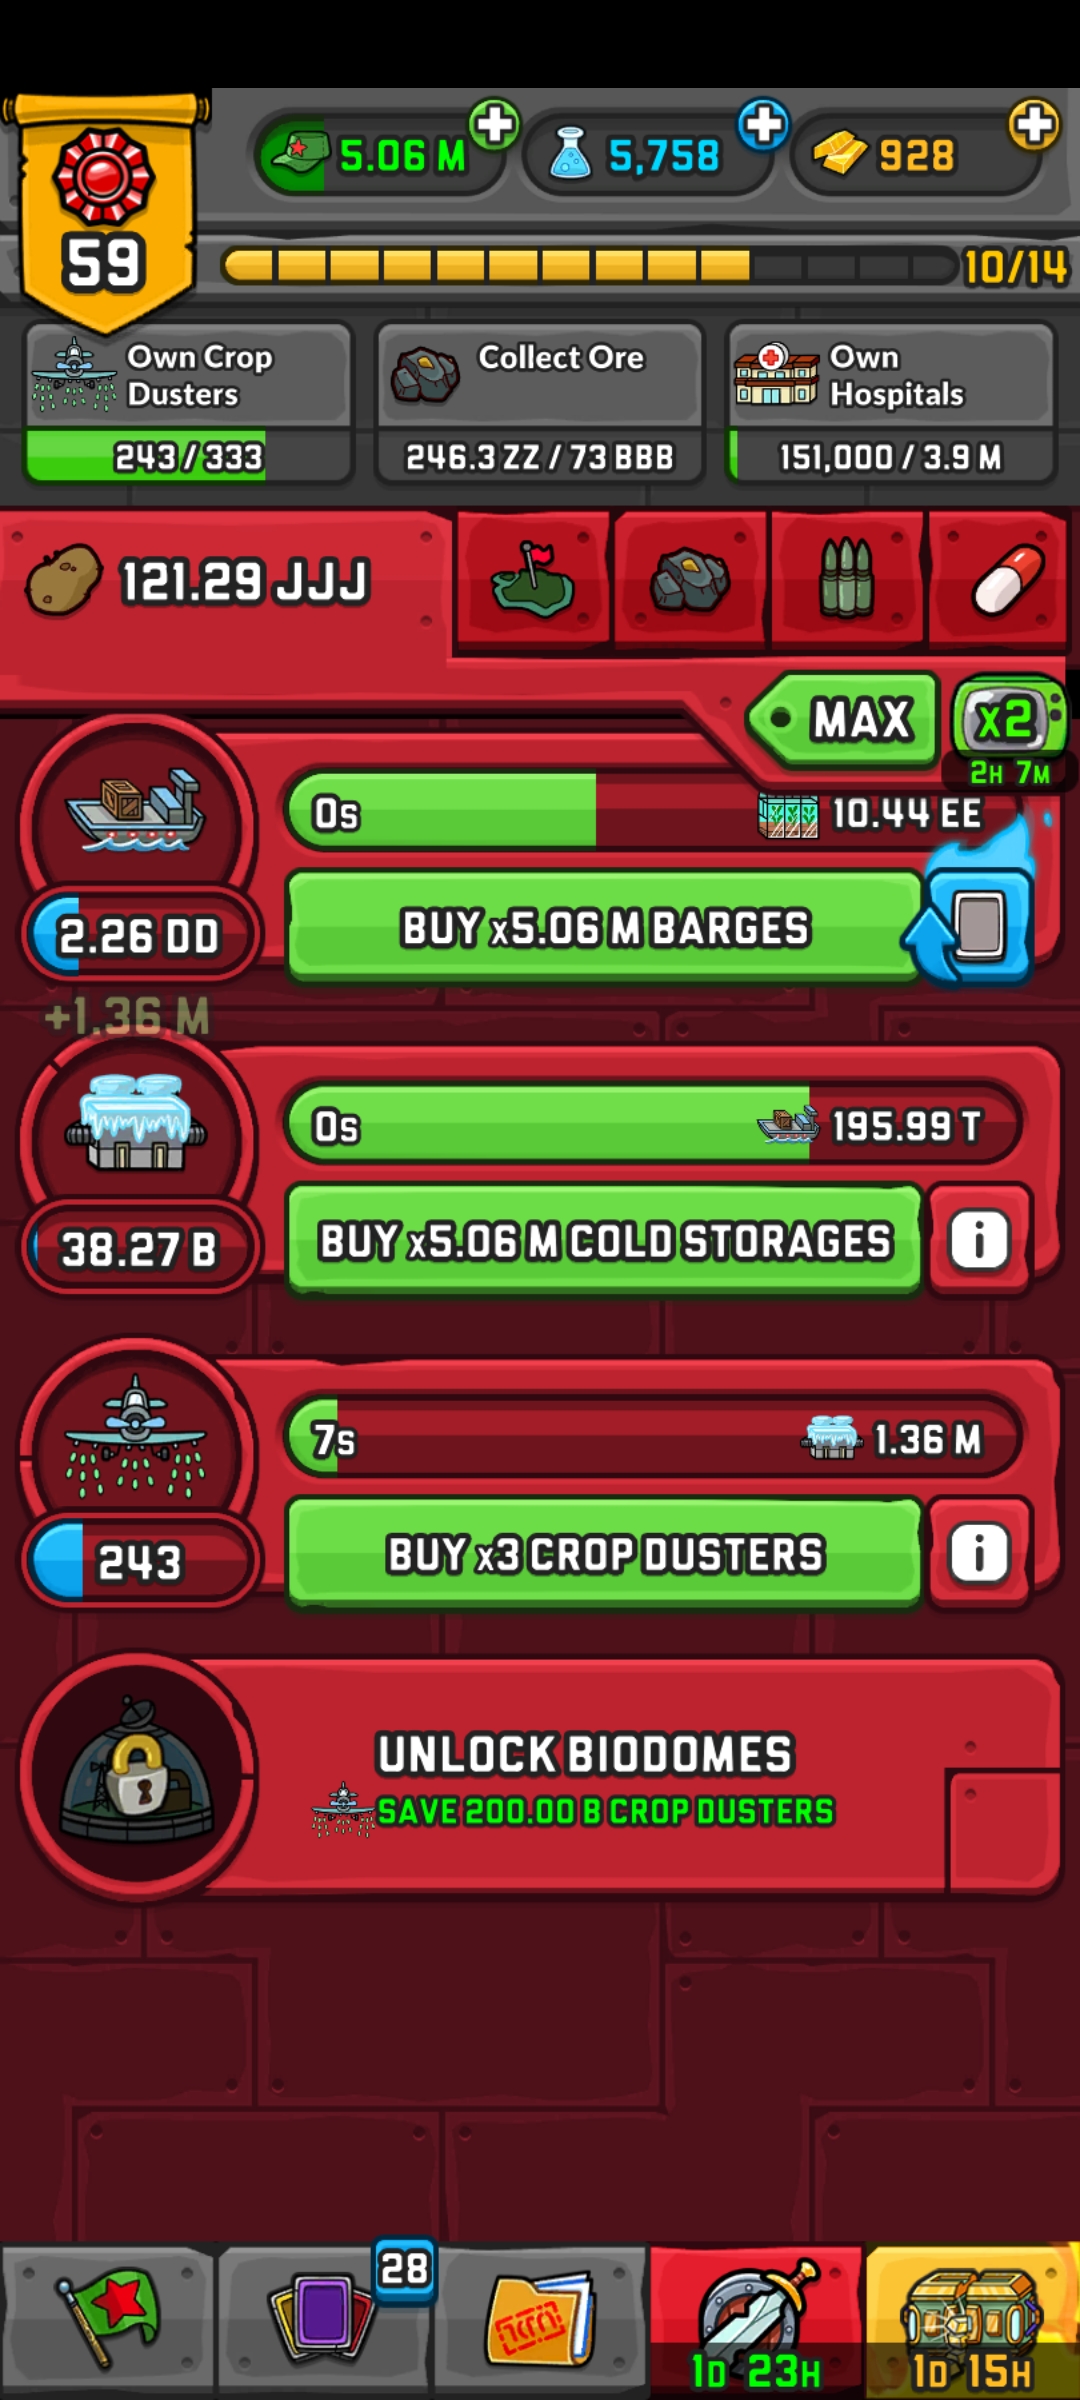 5.06 M
5,758
928
59
10/14
Own Crop
Dusters
243/333
Collect Ore
246.3 ZZ / 73 BBB
Own
Hospitals
151,000 / 3.9 M
121.29 JJJ
MAX
x2
2H 7M
0s
10.44 EE
2.26 DD
BUY x5.06 M BARGES
+1.36 M
0s
195.99 T
38.27 B
BUY x5.06 M COLD STORAGES
i
7s
1.36 M
243
BUY x3 CROP DUSTERS
i
UNLOCK BIODOMES
SAVE 200.00 B CROP DUSTERS
28
1D 23H
1D 15H